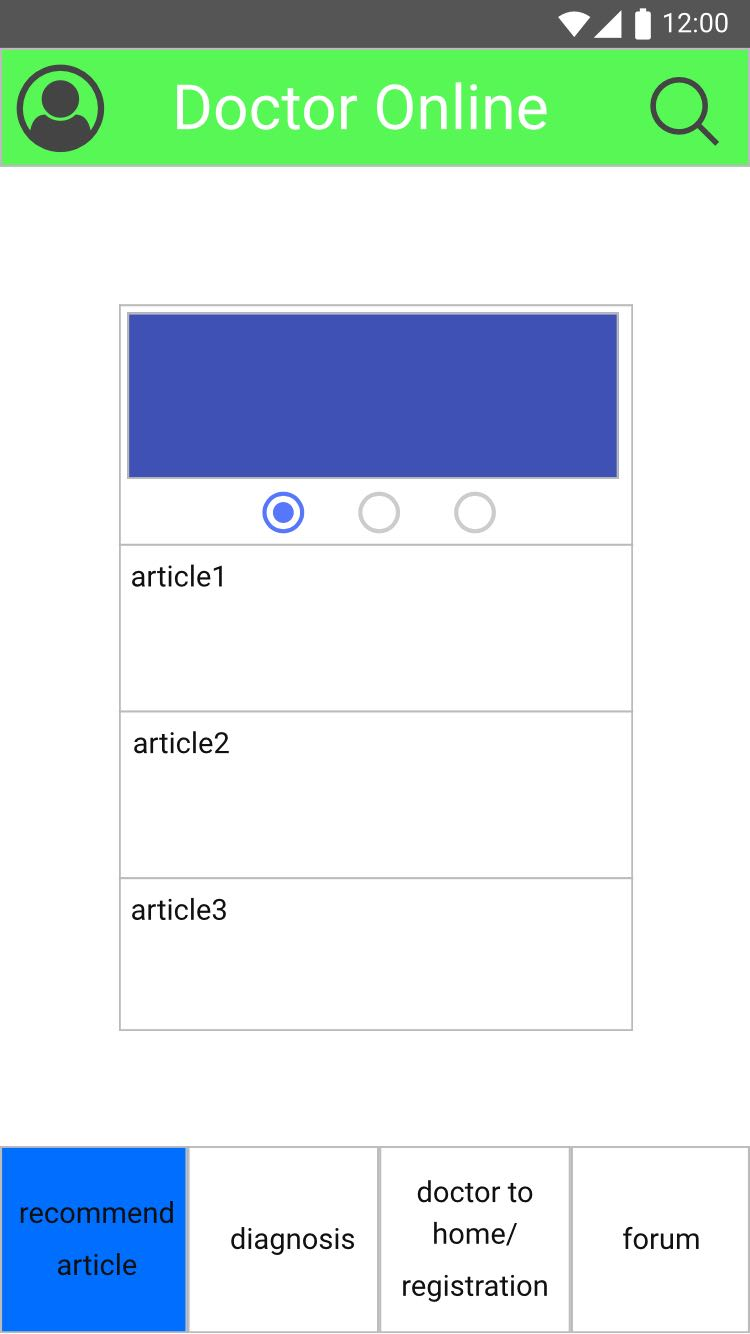 12:00
Doctor Online
article1
article2
article3
recommend
article
diagnosis
doctor to
home/
registration
forum